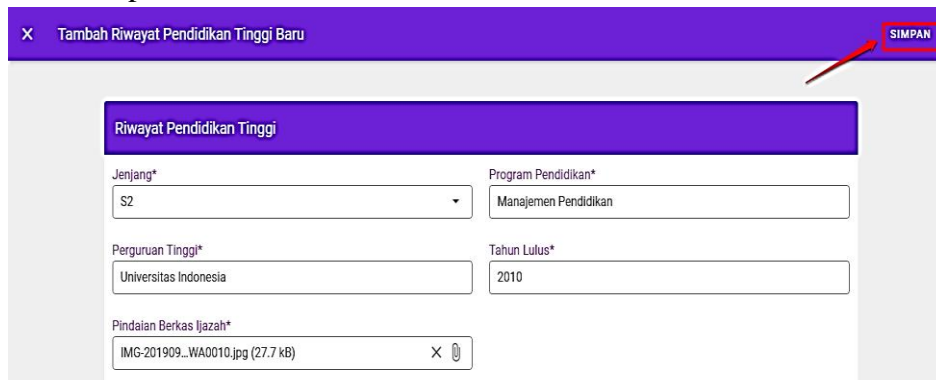 X Tambah Riwayat Pendidikan Tinggi Baru SIMPAN
Riwayat Pendidikan Tinggi
Jenjang* Program Pendidikan*
S2 Manajemen Pendidikan
Perguruan Tinggi* Tahun Lulus*
Universitas Indonesia 2010
Pindaian Berkas Ijazah*
IMG-201909...WA0010.jpg (27.7 kB) X